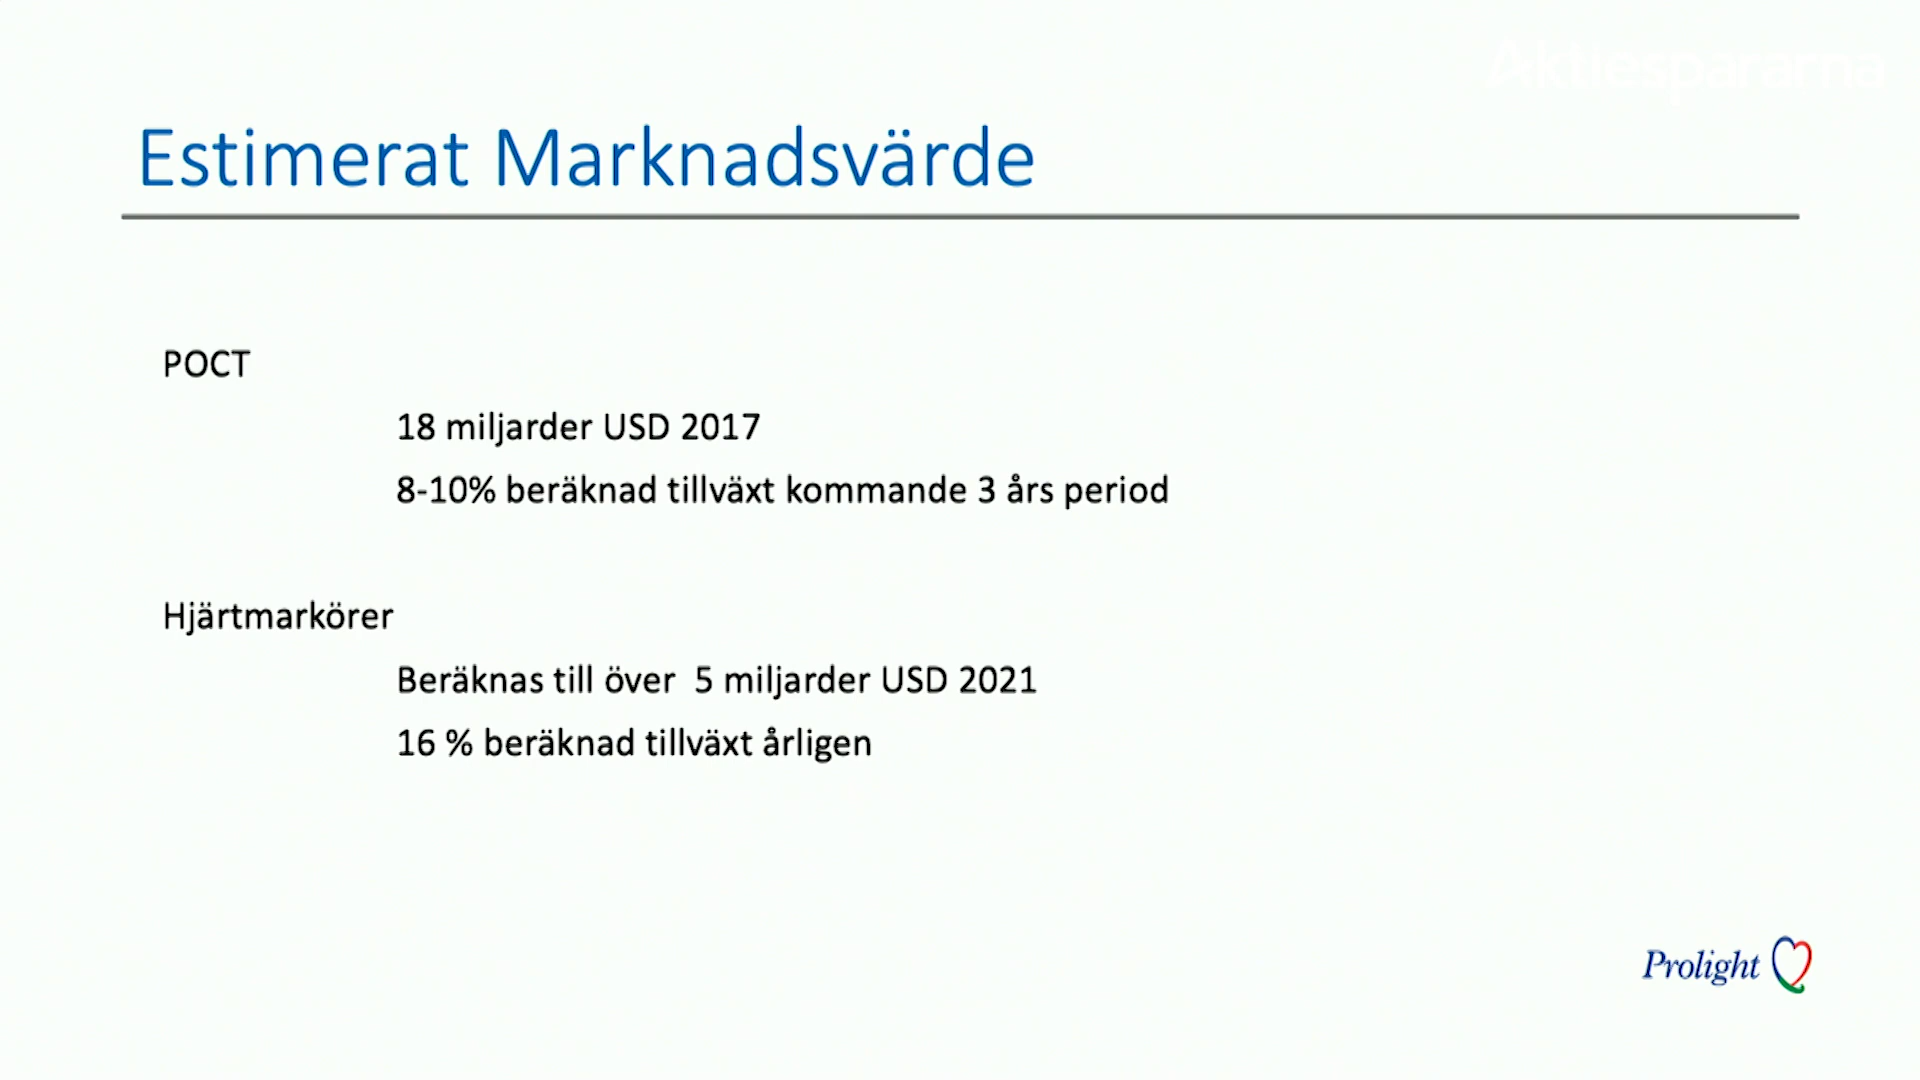 Aktiespararna
Estimerat Marknadsvärde
POCT
18 miljarder USD 2017
8-10% beräknad tillväxt kommande 3 års period
Hjärtmarkörer
Beräknas till över  5 miljarder USD 2021
16 % beräknad tillväxt årligen
Prolight